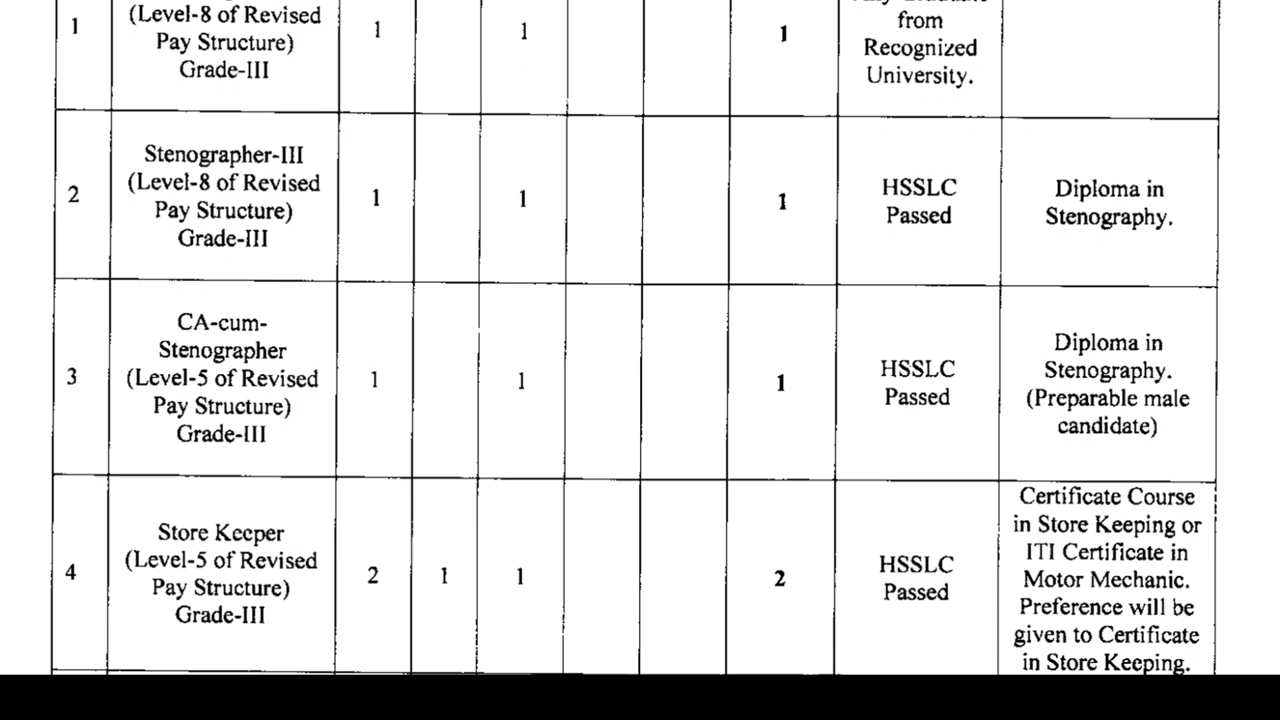 1
(Level-8 of Revised
Pay Structure)
Grade-III
1
1
1
from
Recognized
University.
2
Stenographer-III
(Level-8 of Revised
Pay Structure)
Grade-III
1
1
1
HSSLC
Passed
Diploma in
Stenography.
3
CA-cum-
Stenographer
(Level-5 of Revised
Pay Structure)
Grade-III
1
1
1
HSSLC
Passed
Diploma in
Stenography.
(Preparable male
candidate)
4
Store Keeper
(Level-5 of Revised
Pay Structure)
Grade-III
2
1
1
2
HSSLC
Passed
Certificate Course
in Store Keeping or
ITI Certificate in
Motor Mechanic.
Preference will be
given to Certificate
in Store Keeping.